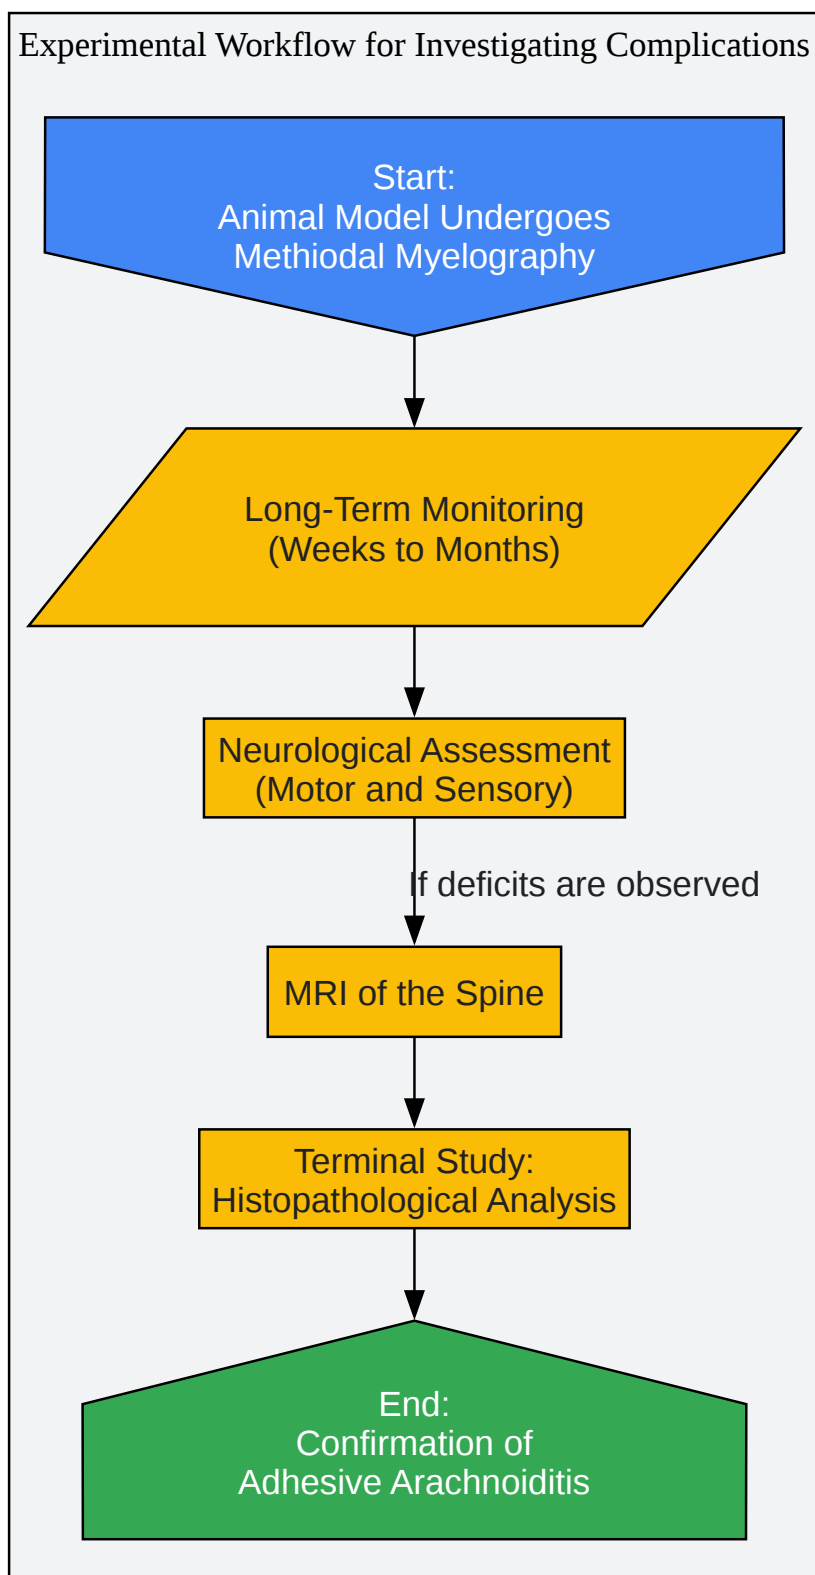 Experimental Workflow for Investigating Complications
Start:
Animal Model Undergoes
Methiodal Myelography
Long-Term Monitoring
(Weeks to Months)
Neurological Assessment
(Motor and Sensory)
If deficits are observed
MRI of the Spine
Terminal Study:
Histopathological Analysis
End:
Confirmation of
Adhesive Arachnoiditis